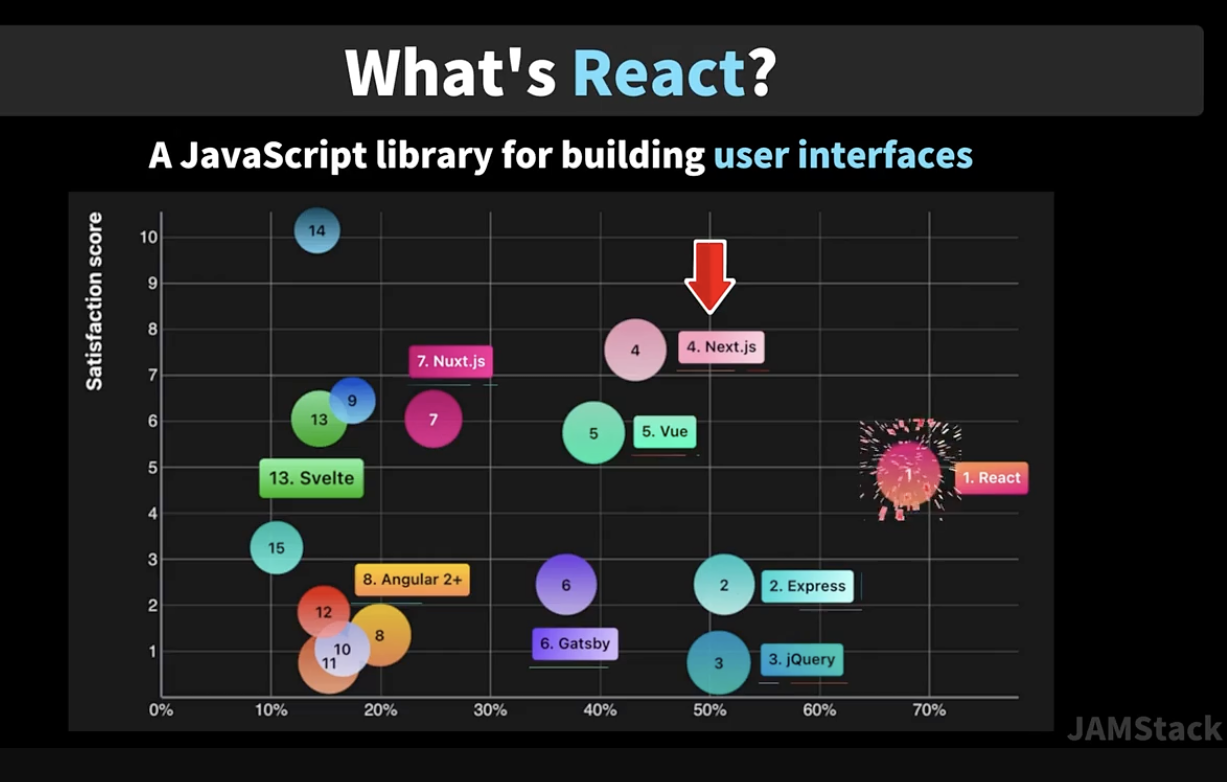 What's React?
A JavaScript library for building user interfaces
Satisfaction score
10
9
8
7
6
5
4
3
2
1
14
4
4. Next.js
7. Nuxt.js
9
13
7
5
5. Vue
13. Svelte
1
1. React
15
8. Angular 2+
12
8
10
11
6
6. Gatsby
2
2. Express
3
3. jQuery
0% 10% 20% 30% 40% 50% 60% 70%
JAMStack